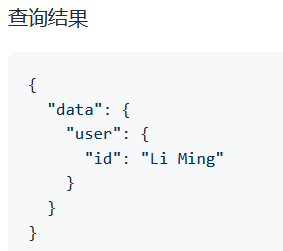 查询结果
{
  "data": {
    "user": {
      "id": "Li Ming"
    }
  }
}